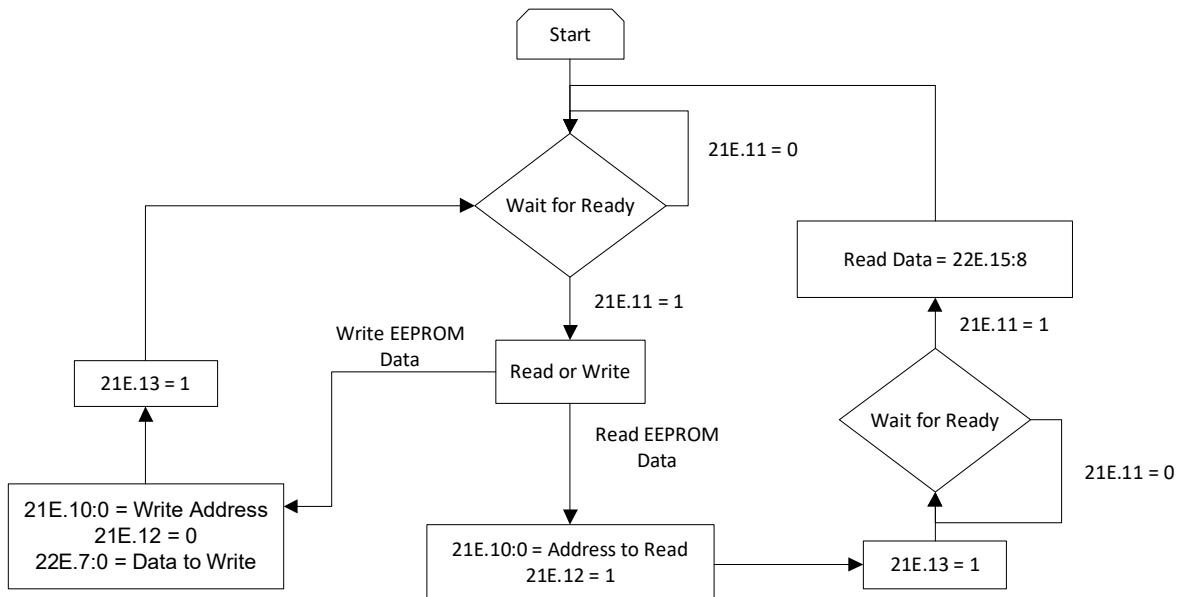 Start
21E.11 = 0
Wait for Ready
Read Data = 22E.15:8
21E.11 = 1
21E.11 = 1
Write EEPROM
Data
Read or Write
21E.13 = 1
Wait for Ready
Read EEPROM
Data
21E.11 = 0
21E.10:0 = Write Address
21E.12 = 0
22E.7:0 = Data to Write
21E.10:0 = Address to Read
21E.12 = 1
21E.13 = 1